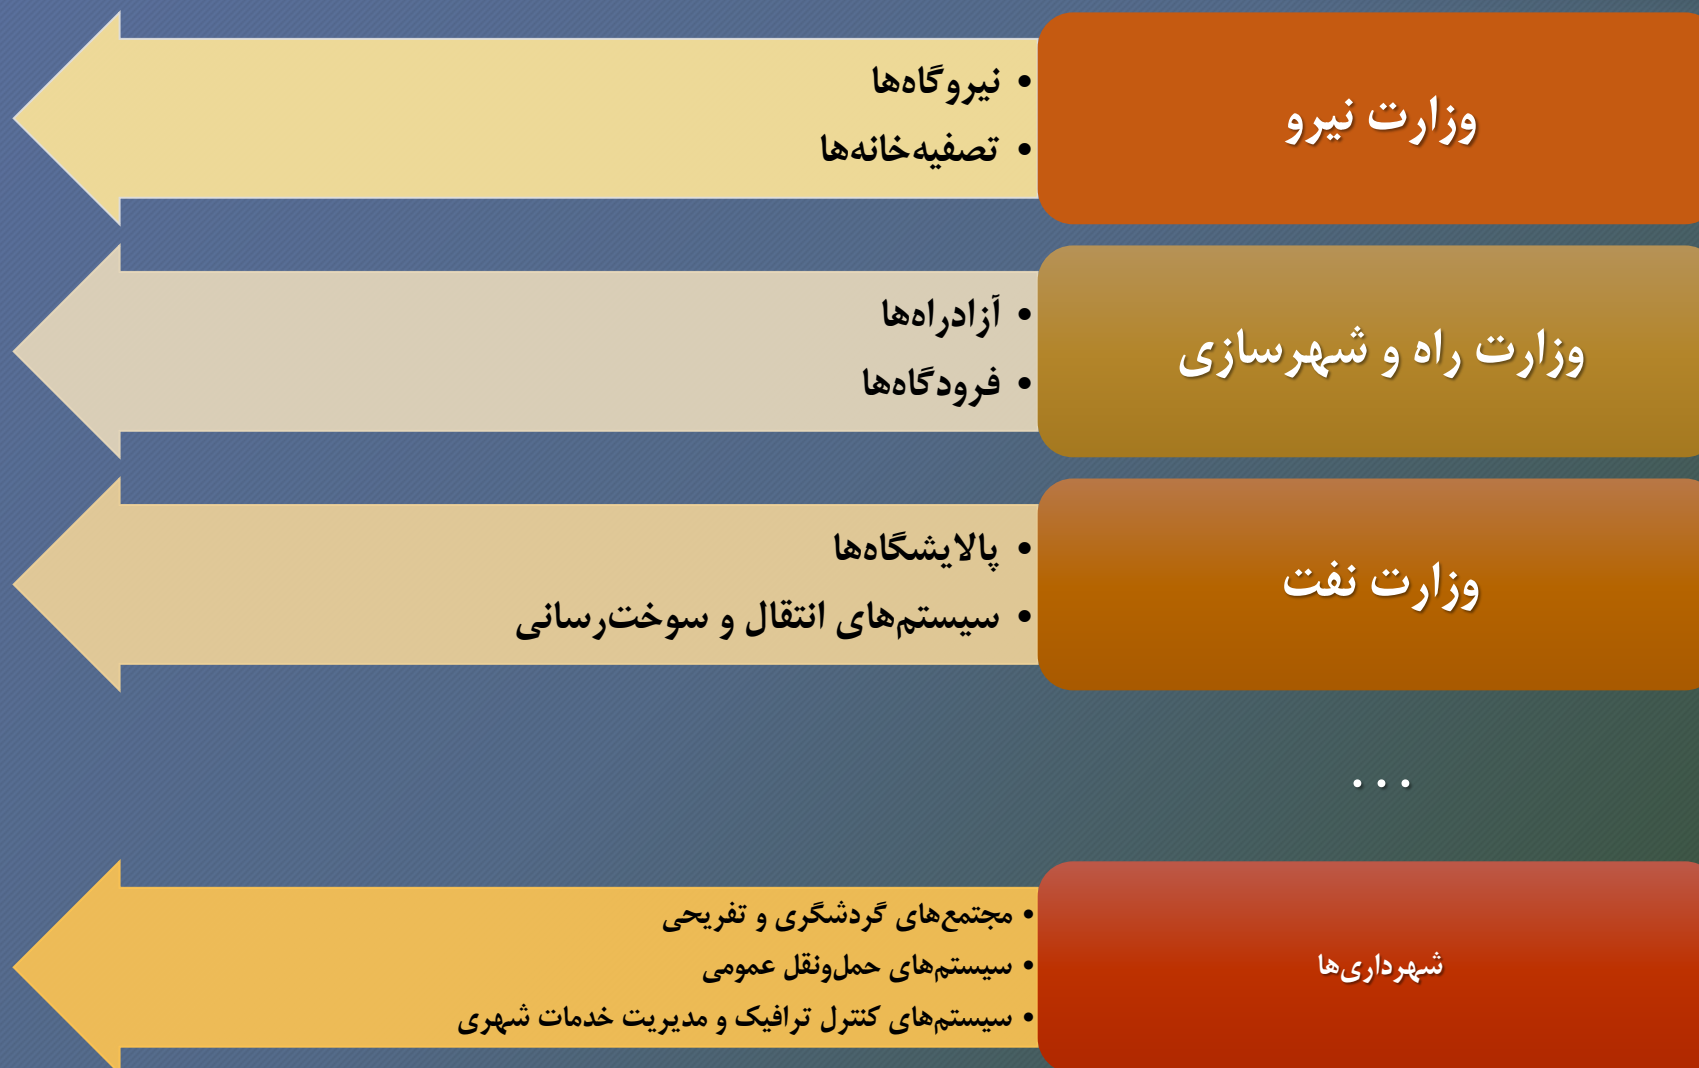 وزارت نیرو
• نیروگاه‌ها
• تصفیه‌خانه‌ها
وزارت راه و شهرسازی
• آزادراه‌ها
• فرودگاه‌ها
وزارت نفت
• پالایشگاه‌ها
• سیستم‌های انتقال و سوخت‌رسانی
...
شهرداری‌ها
• مجتمع‌های گردشگری و تفریحی
• سیستم‌های حمل‌ونقل عمومی
• سیستم‌های کنترل ترافیک و مدیریت خدمات شهری